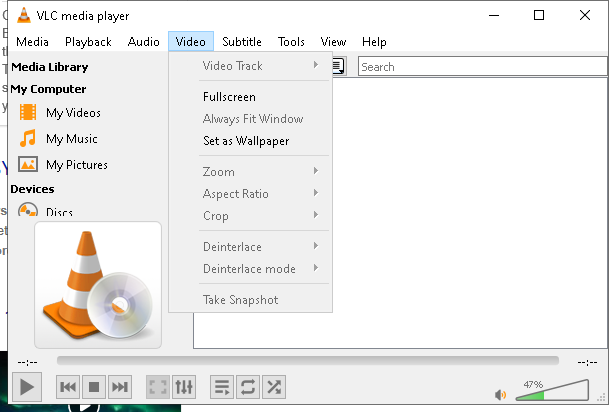 VLC media player
Media Playback Audio Video Subtitle Tools View Help
Media Library
My Computer
My Videos
My Music
My Pictures
Devices
Discs
Video Track
Fullscreen
Always Fit Window
Set as Wallpaper
Zoom
Aspect Ratio
Crop
Deinterlace
Deinterlace mode
Take Snapshot
Search
--:-- --:--
47%